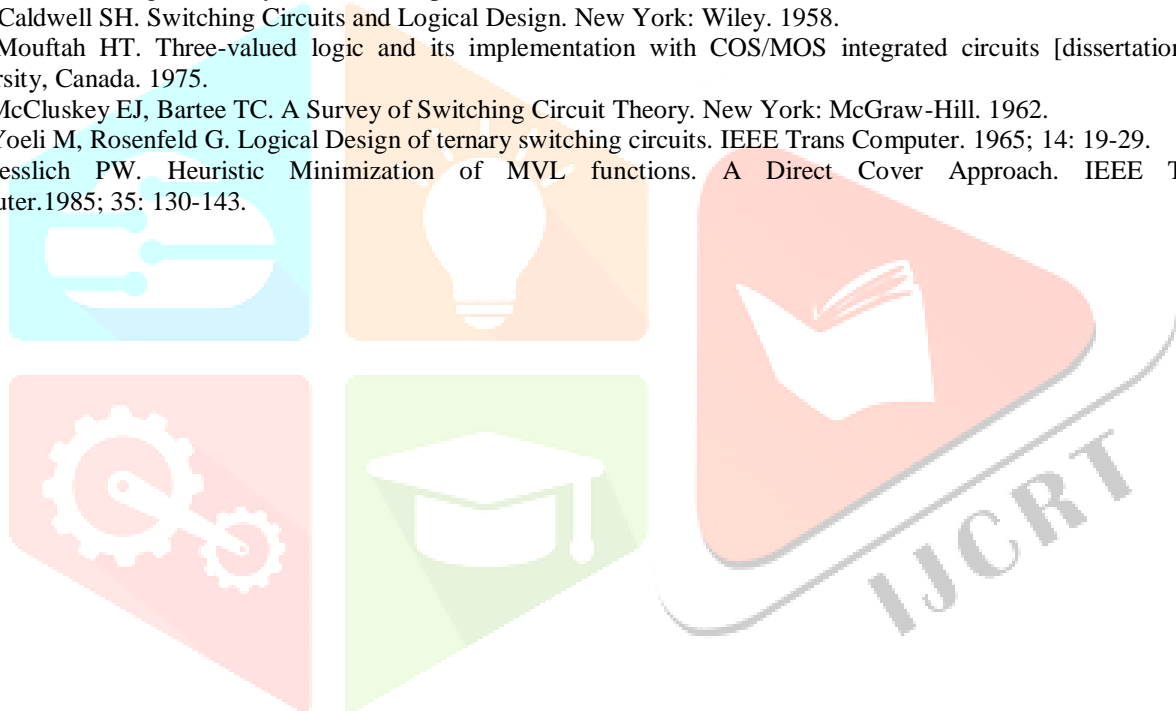 Caldwell SH. Switching Circuits and Logical Design. New York: Wiley. 1958.
Mouftah HT. Three-valued logic and its implementation with COS/MOS integrated circuits [dissertation
rsity, Canada. 1975.
McCluskey EJ, Bartee TC. A Survey of Switching Circuit Theory. New York: McGraw-Hill. 1962.
Yoeli M, Rosenfeld G. Logical Design of ternary switching circuits. IEEE Trans Computer. 1965; 14: 19-29.
esslich PW. Heuristic Minimization of MVL functions. A Direct Cover Approach. IEEE T
uter.1985; 35: 130-143.
IJCRT